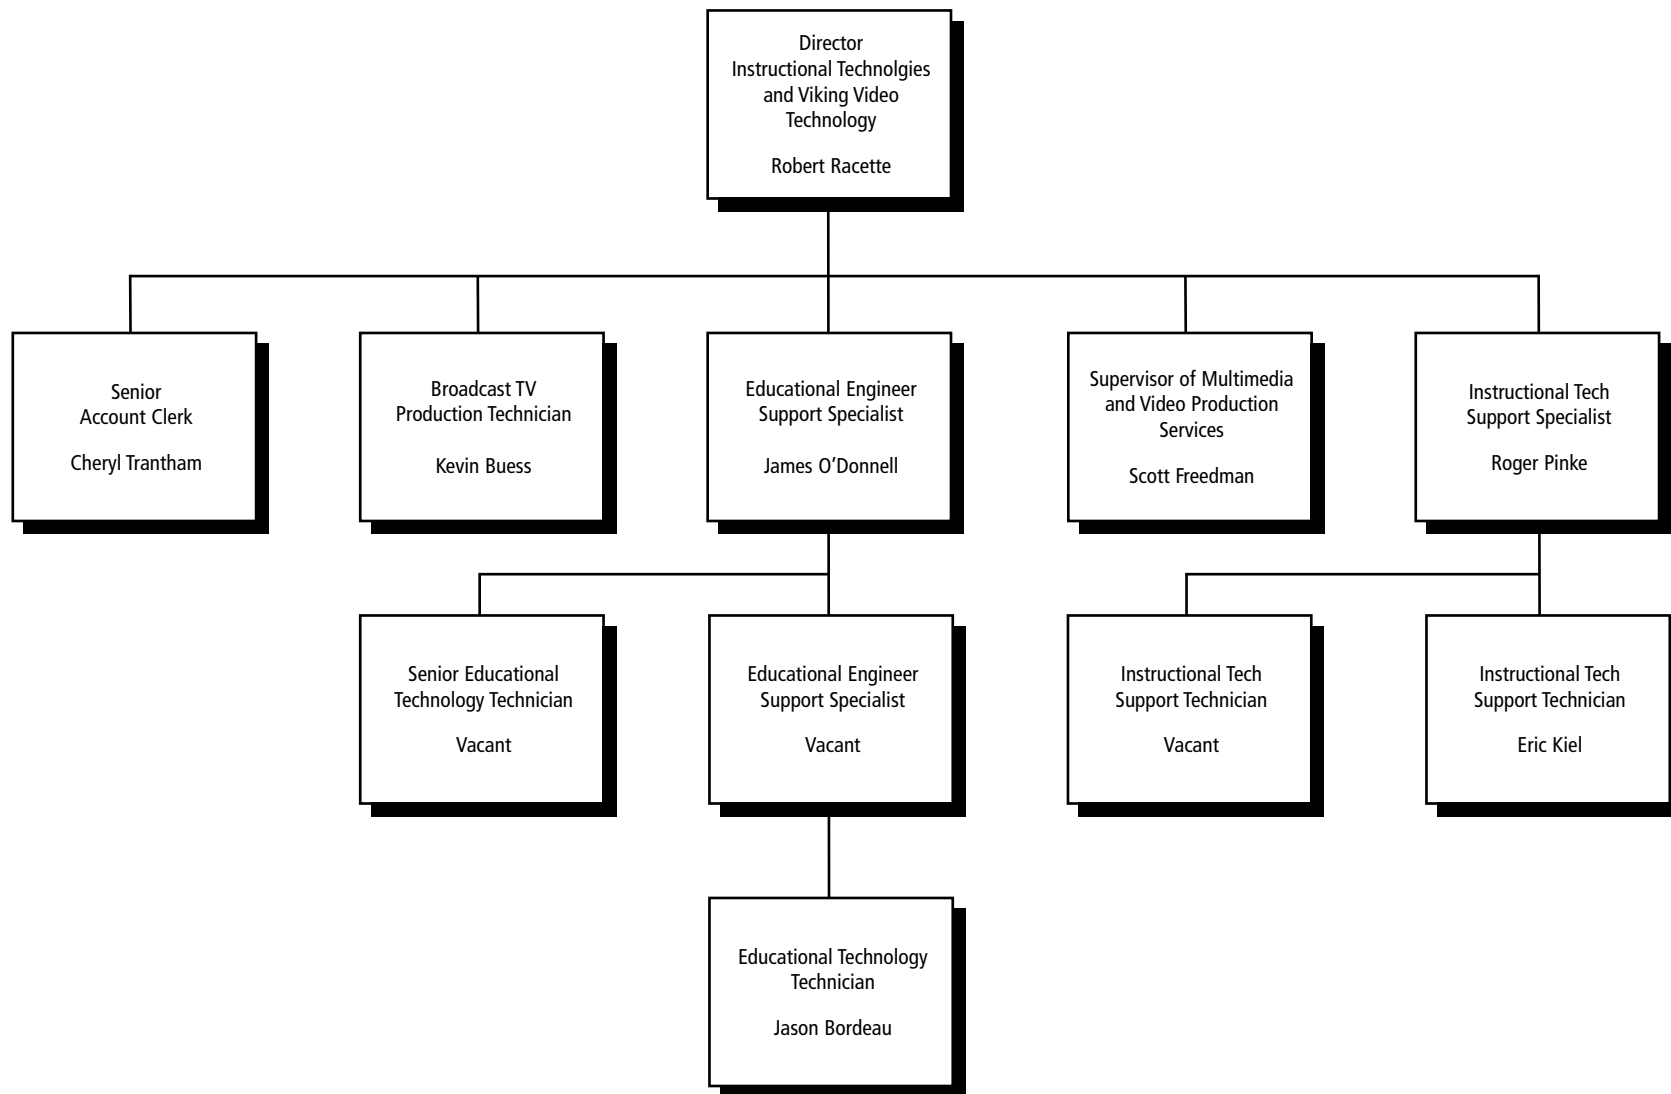 Director
Instructional Technolgies
and Viking Video
Technology
Robert Racette
Senior
Account Clerk
Cheryl Trantham
Broadcast TV
Production Technician
Kevin Buess
Educational Engineer
Support Specialist
James O’Donnell
Supervisor of Multimedia
and Video Production
Services
Scott Freedman
Instructional Tech
Support Specialist
Roger Pinke
Senior Educational
Technology Technician
Vacant
Educational Engineer
Support Specialist
Vacant
Instructional Tech
Support Technician
Vacant
Instructional Tech
Support Technician
Eric Kiel
Educational Technology
Technician
Jason Bordeau